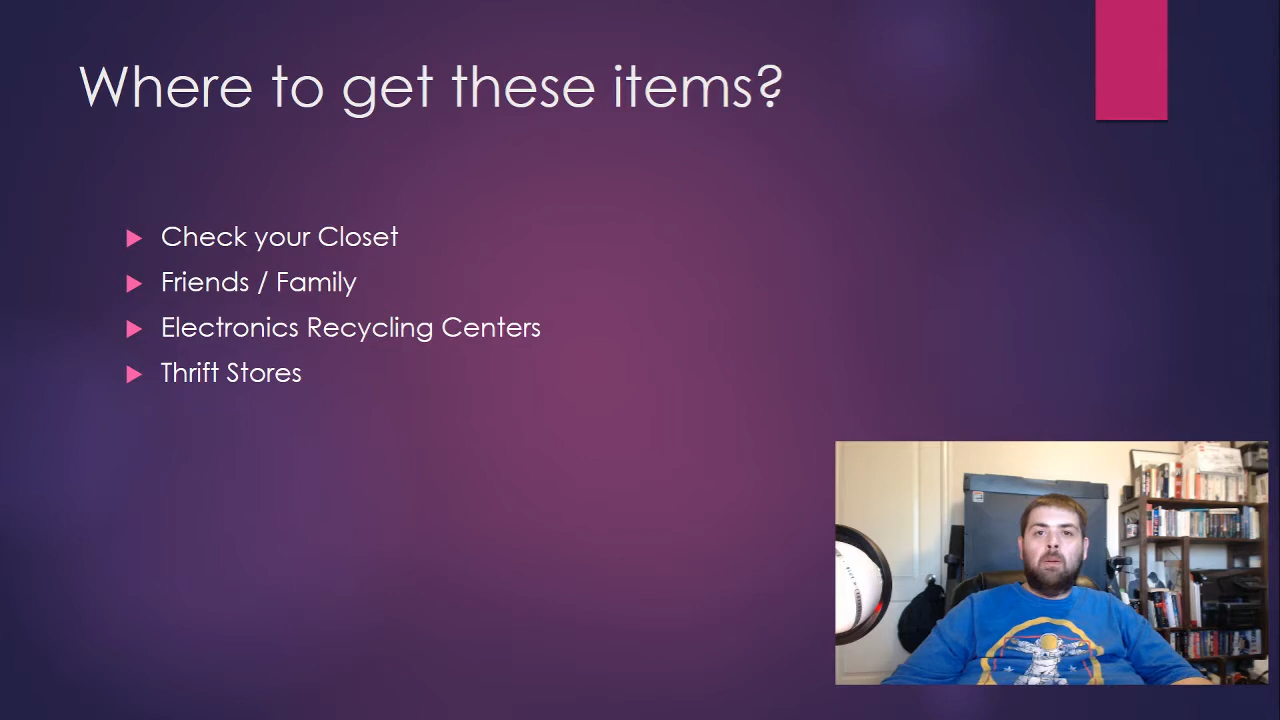 Where to get these items?
Check your Closet
Friends / Family
Electronics Recycling Centers
Thrift Stores